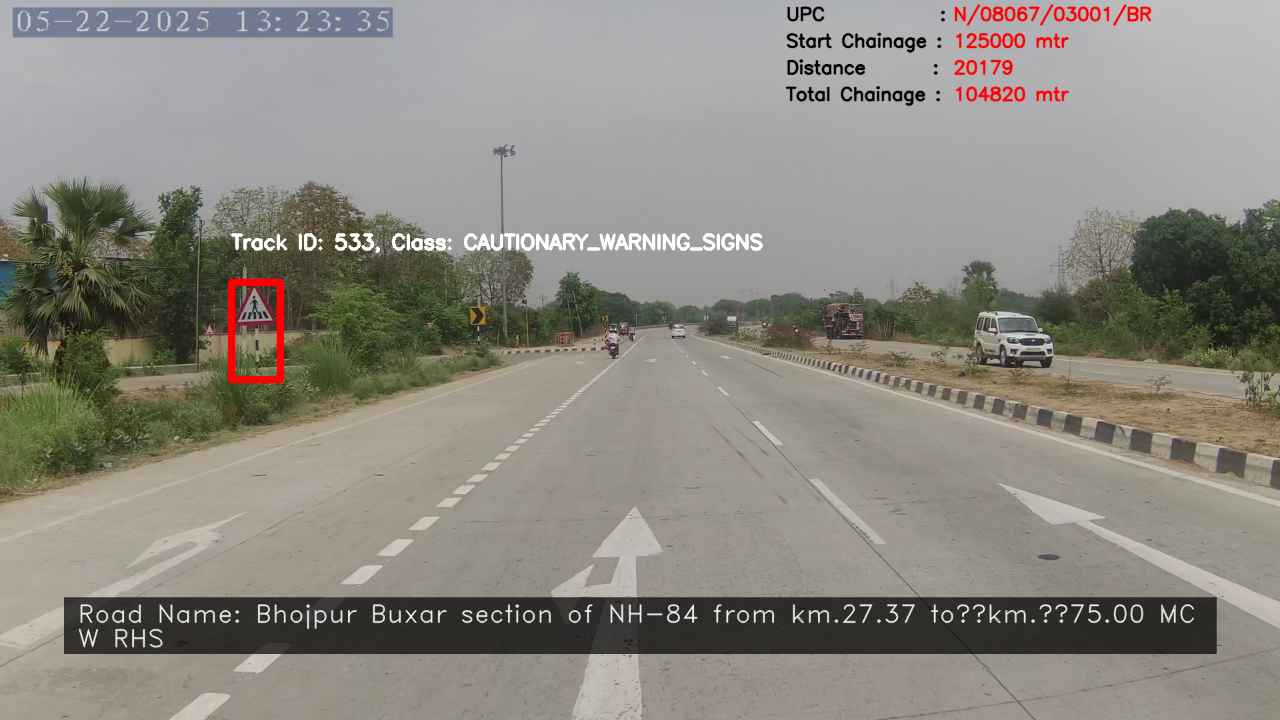 05-22-2025 13:23:35
UPC : N/08067/03001/BR
Start Chainage : 125000 mtr
Distance : 20179
Total Chainage : 104820 mtr
Track ID: 533, Class: CAUTIONARY_WARNING_SIGNS
Road Name: Bhojpur Buxar section of NH-84 from km.27.37 to??km.??75.00 MC
W RHS